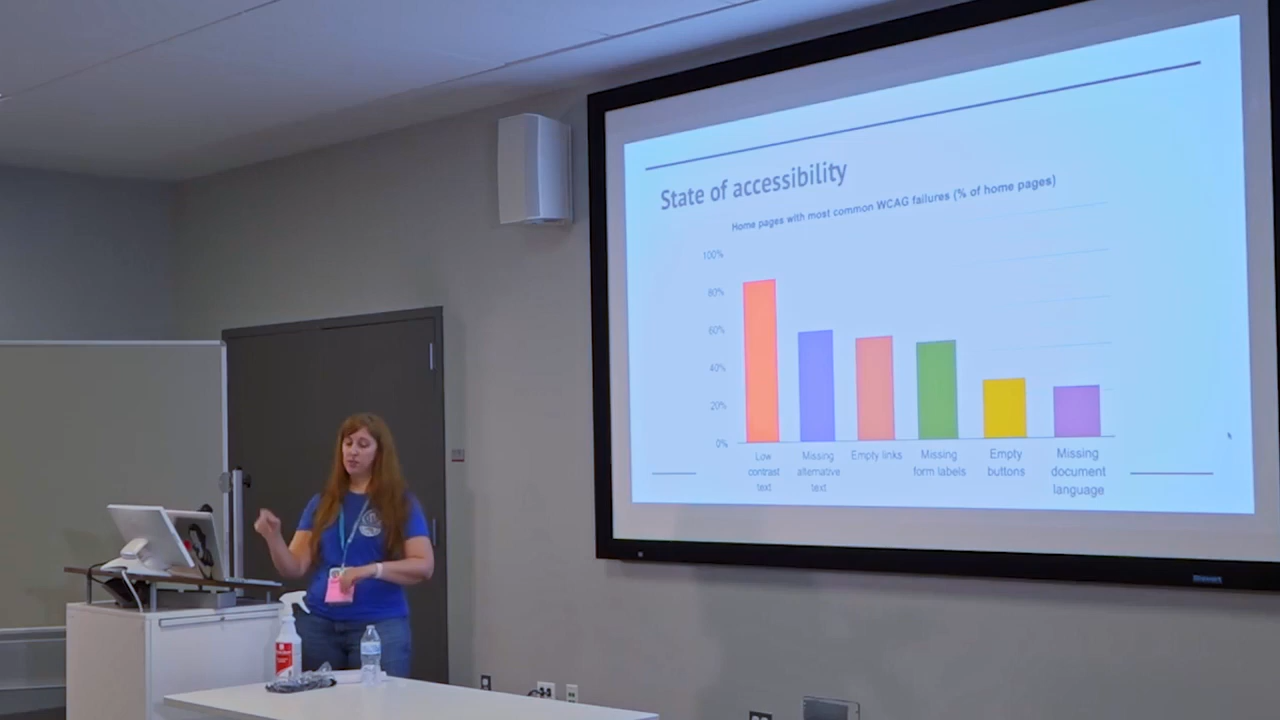 State of accessibility
Home pages with most common WCAG failures (% of home pages)
100%
80%
60%
40%
20%
0%
Low
contrast
text
Missing
alternative
text
Empty links
Missing
form labels
Empty
buttons
Missing
document
language
Stewart